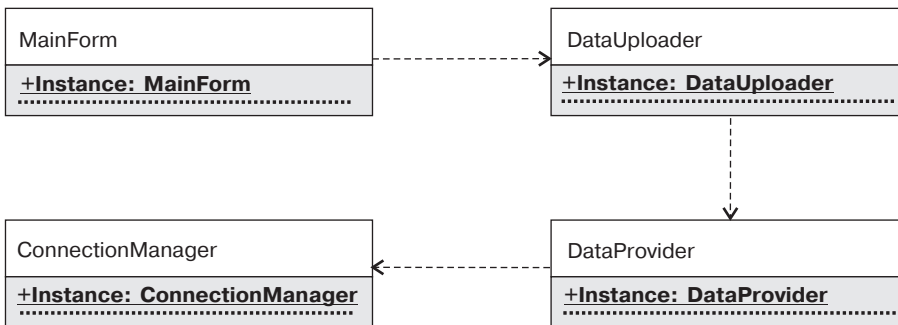 MainForm
+Instance: MainForm
DataUploader
+Instance: DataUploader
ConnectionManager
+Instance: ConnectionManager
DataProvider
+Instance: DataProvider